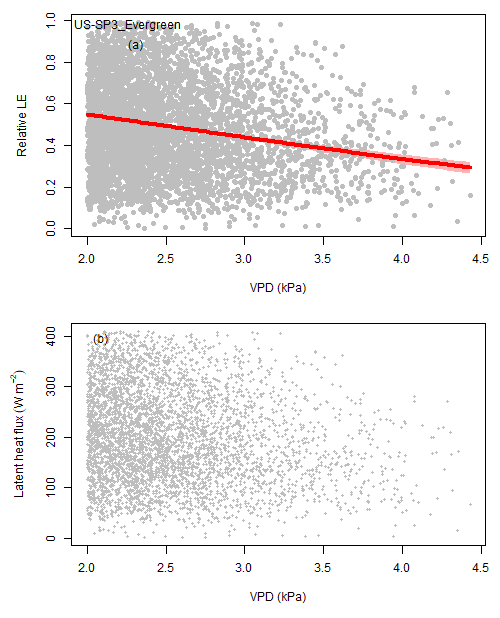 US-SP3_Evergreen
(a)
Relative LE
0.0 0.2 0.4 0.6 0.8 1.0
2.0 2.5 3.0 3.5 4.0 4.5
VPD (kPa)
(b)
Latent heat flux (W m⁻²)
0 100 200 300 400
2.0 2.5 3.0 3.5 4.0 4.5
VPD (kPa)